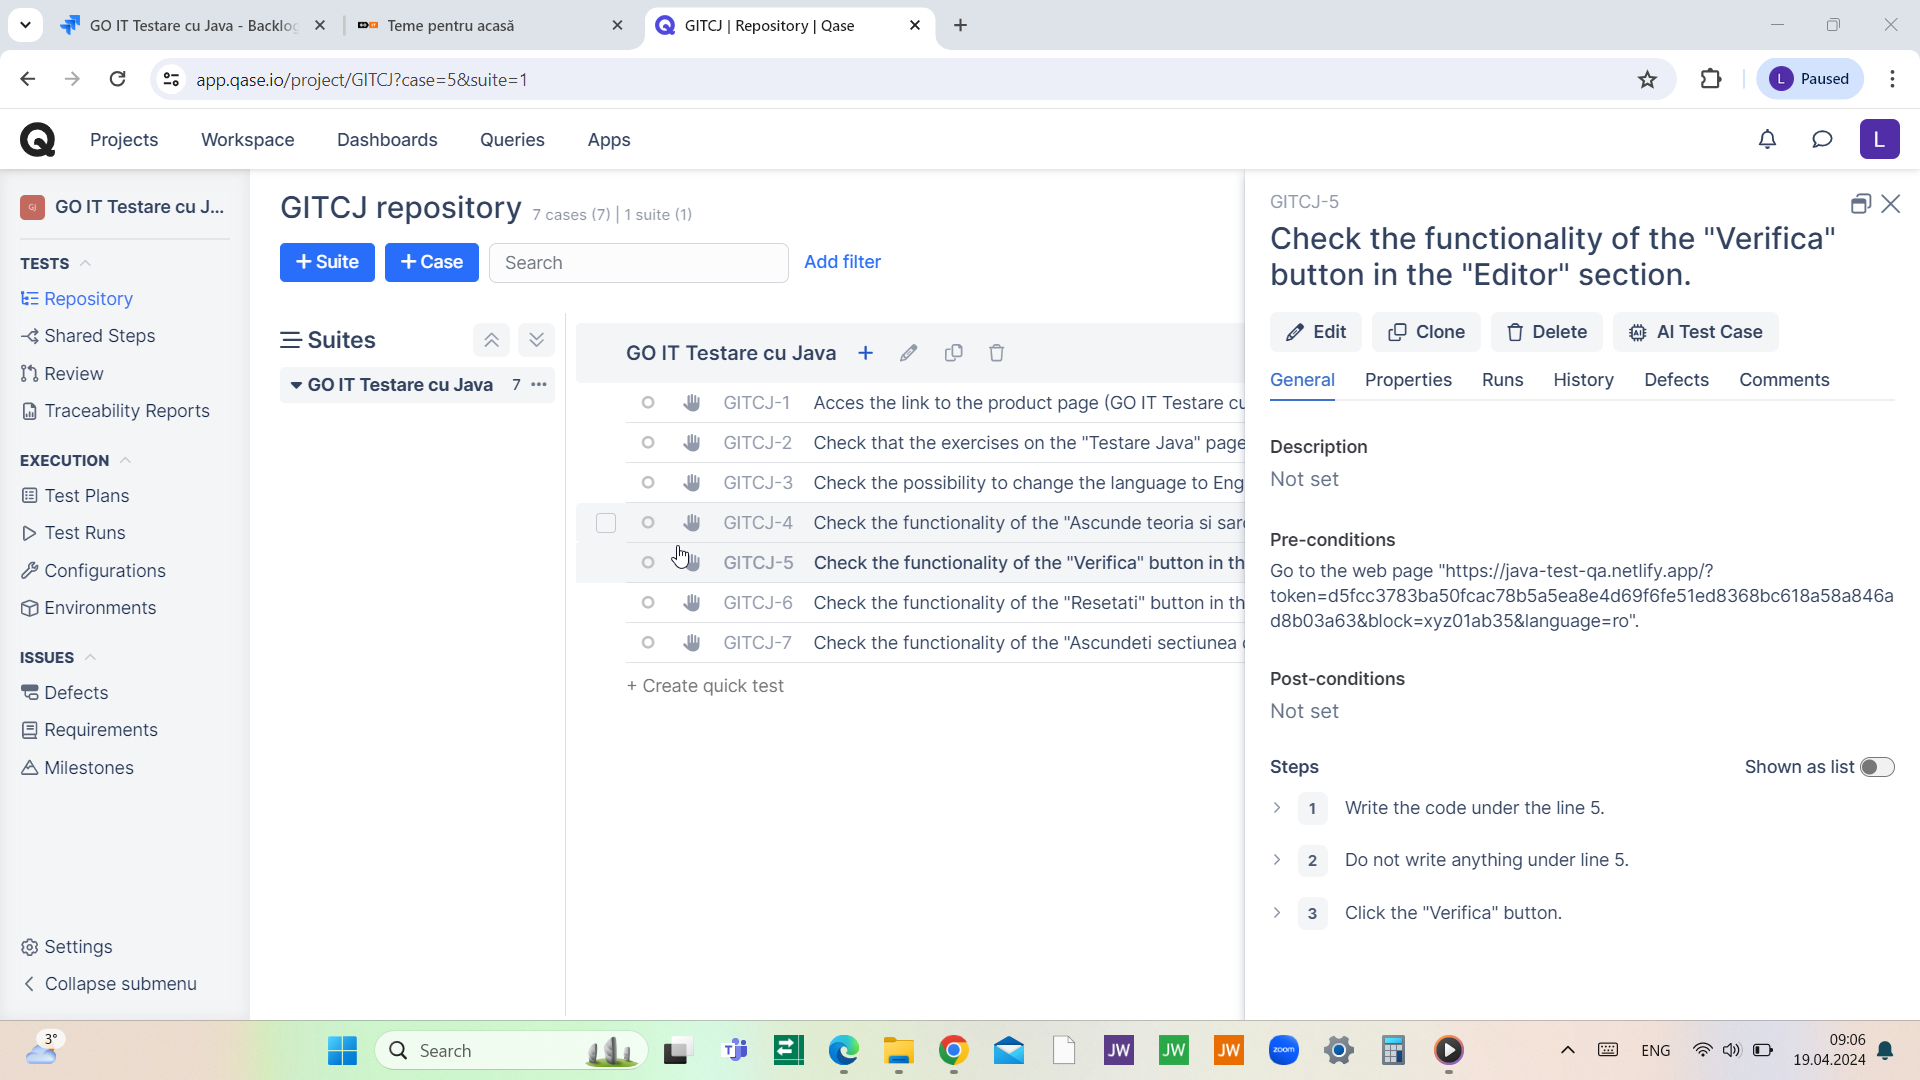 GO IT Testare cu Java - Backlog
Teme pentru acasă
GITCJ | Repository | Qase
app.qase.io/project/GITCJ?case=5&suite=1
L
Paused
Projects
Workspace
Dashboards
Queries
Apps
L
GJ
GO IT Testare cu J...
TESTS
Repository
Shared Steps
Review
Traceability Reports
EXECUTION
Test Plans
Test Runs
Configurations
Environments
ISSUES
Defects
Requirements
Milestones
Settings
Collapse submenu
GITCJ repository
7 cases (7) | 1 suite (1)
+ Suite
+ Case
Search
Add filter
Suites
GO IT Testare cu Java 7
GO IT Testare cu Java
GITCJ-1 Acces the link to the product page (GO IT Testare cu
GITCJ-2 Check that the exercises on the "Testare Java" page
GITCJ-3 Check the possibility to change the language to Eng
GITCJ-4 Check the functionality of the "Ascunde teoria si sar
GITCJ-5 Check the functionality of the "Verifica" button in th
GITCJ-6 Check the functionality of the "Resetati" button in th
GITCJ-7 Check the functionality of the "Ascundeti sectiunea
+ Create quick test
GITCJ-5
Check the functionality of the "Verifica"
button in the "Editor" section.
Edit
Clone
Delete
AI Test Case
General
Properties
Runs
History
Defects
Comments
Description
Not set
Pre-conditions
Go to the web page "https://java-test-qa.netlify.app/?
token=d5fcc3783ba50fcac78b5a5ea8e4d69f6fe51ed8368bc618a58a846a
d8b03a63&block=xyz01ab35&language=ro".
Post-conditions
Not set
Steps
Shown as list
1 Write the code under the line 5.
2 Do not write anything under line 5.
3 Click the "Verifica" button.
3°
Search
JW
JW
JW
zoom
ENG
09:06
19.04.2024